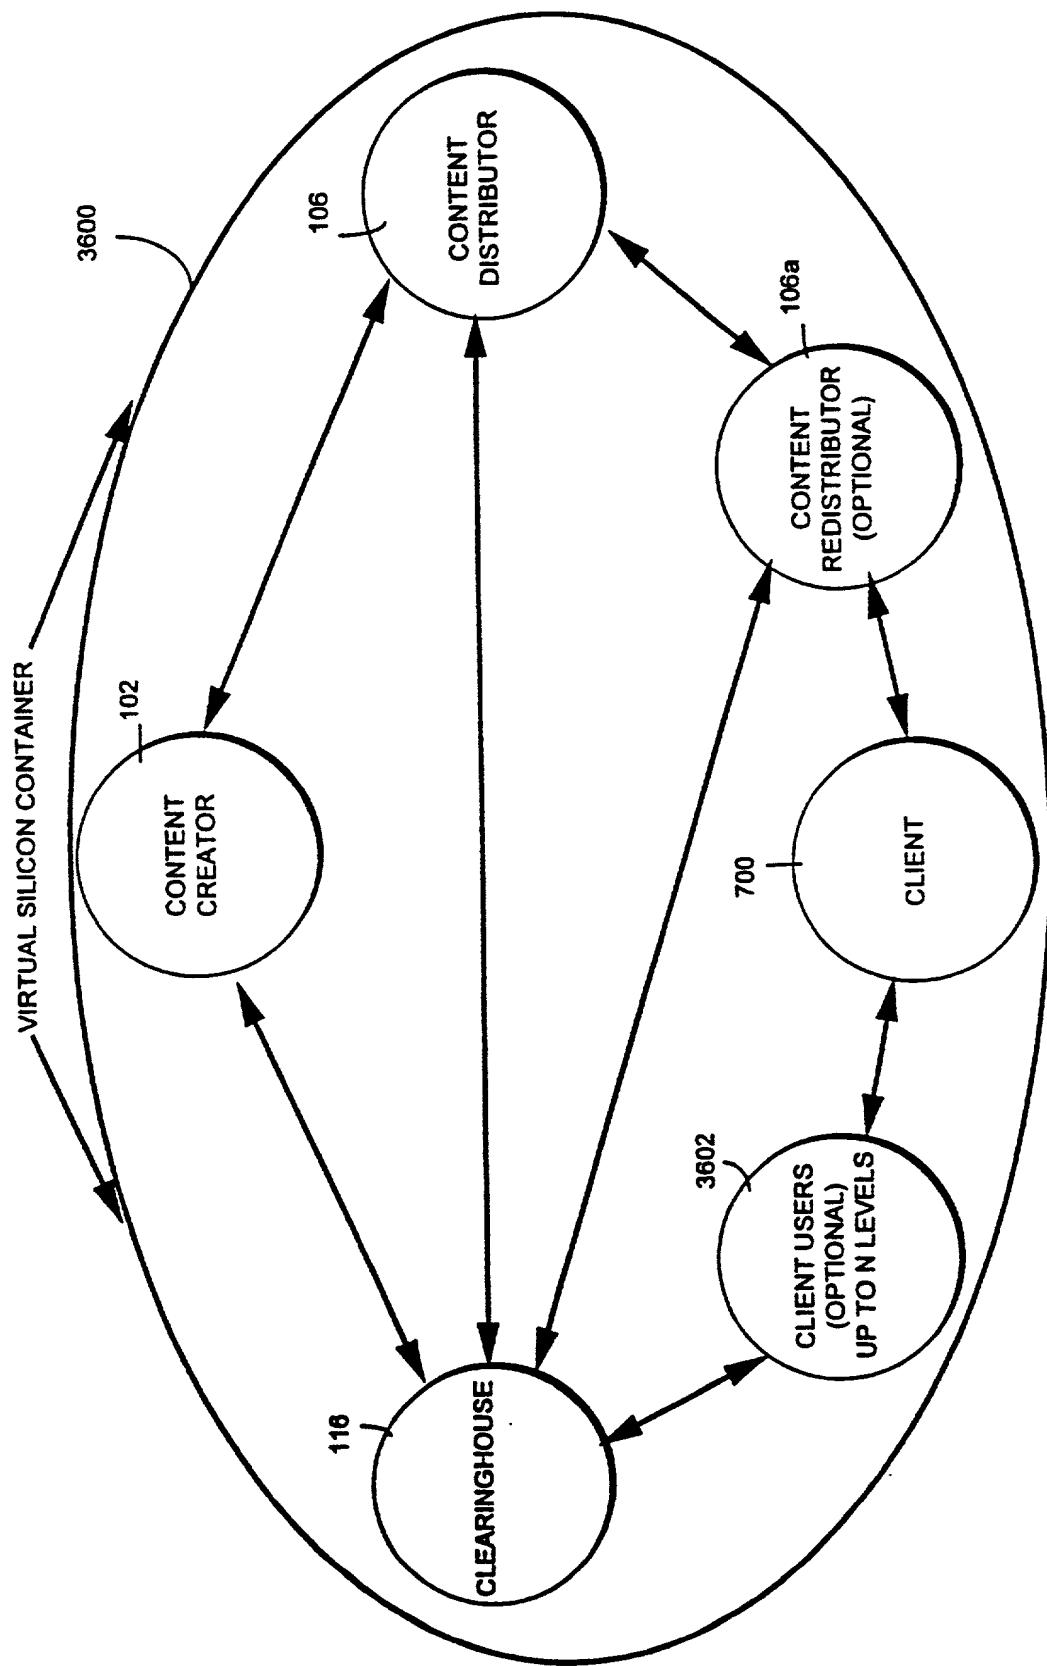 VIRTUAL SILICON CONTAINER
3600
102
CONTENT
CREATOR
106
CONTENT
DISTRIBUTOR
116
CLEARINGHOUSE
106a
CONTENT
REDISTRIBUTOR
(OPTIONAL)
3602
CLIENT USERS
(OPTIONAL)
UP TO N LEVELS
700
CLIENT